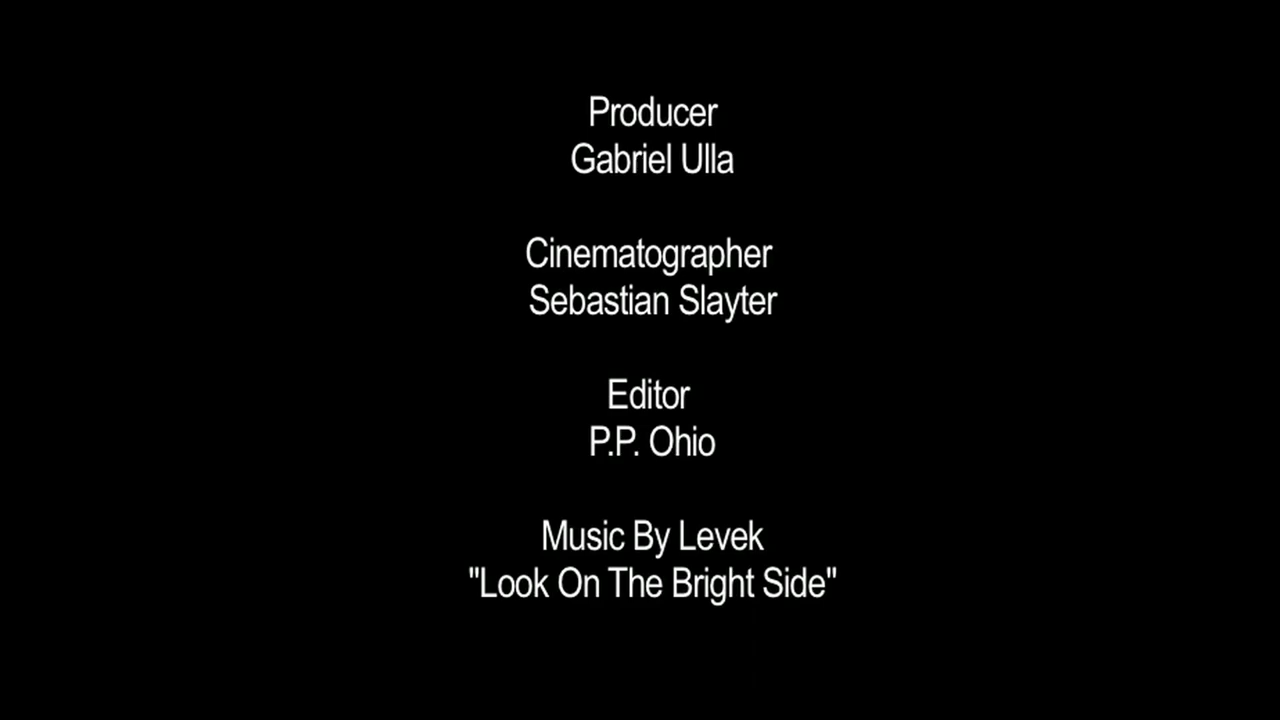 Producer
Gabriel Ulla
Cinematographer
Sebastian Slayter
Editor
P.P. Ohio
Music By Levek
"Look On The Bright Side"